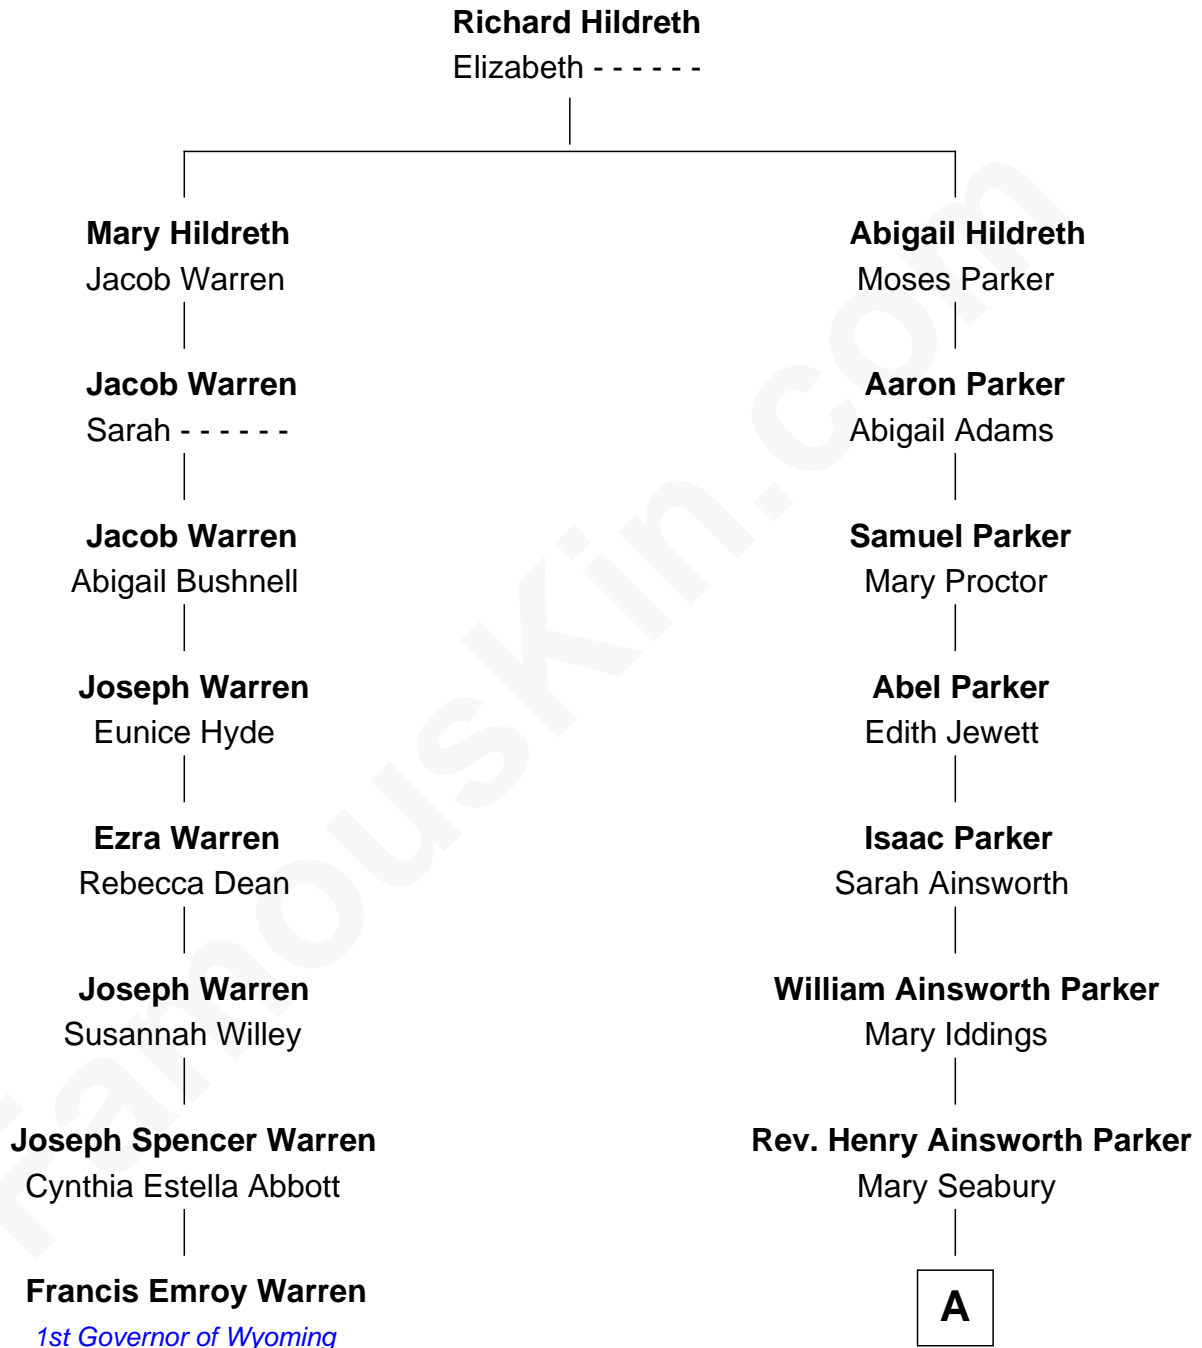 Richard Hildreth
Elizabeth - - - - - -
Mary Hildreth
Jacob Warren
Abigail Hildreth
Moses Parker
Jacob Warren
Sarah - - - - - -
Aaron Parker
Abigail Adams
Jacob Warren
Abigail Bushnell
Samuel Parker
Mary Proctor
Joseph Warren
Eunice Hyde
Abel Parker
Edith Jewett
Ezra Warren
Rebecca Dean
Isaac Parker
Sarah Ainsworth
Joseph Warren
Susannah Willey
William Ainsworth Parker
Mary Iddings
Joseph Spencer Warren
Cynthia Estella Abbott
Rev. Henry Ainsworth Parker
Mary Seabury
Francis Emroy Warren
1st Governor of Wyoming
A
FamousKin.com